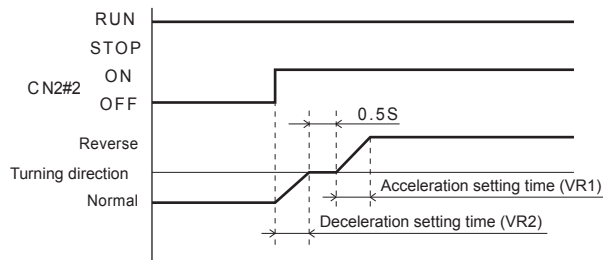 RUN
STOP
ON
CN2#2
OFF
0.5S
Reverse
Turning direction
Acceleration setting time (VR1)
Normal
Deceleration setting time (VR2)